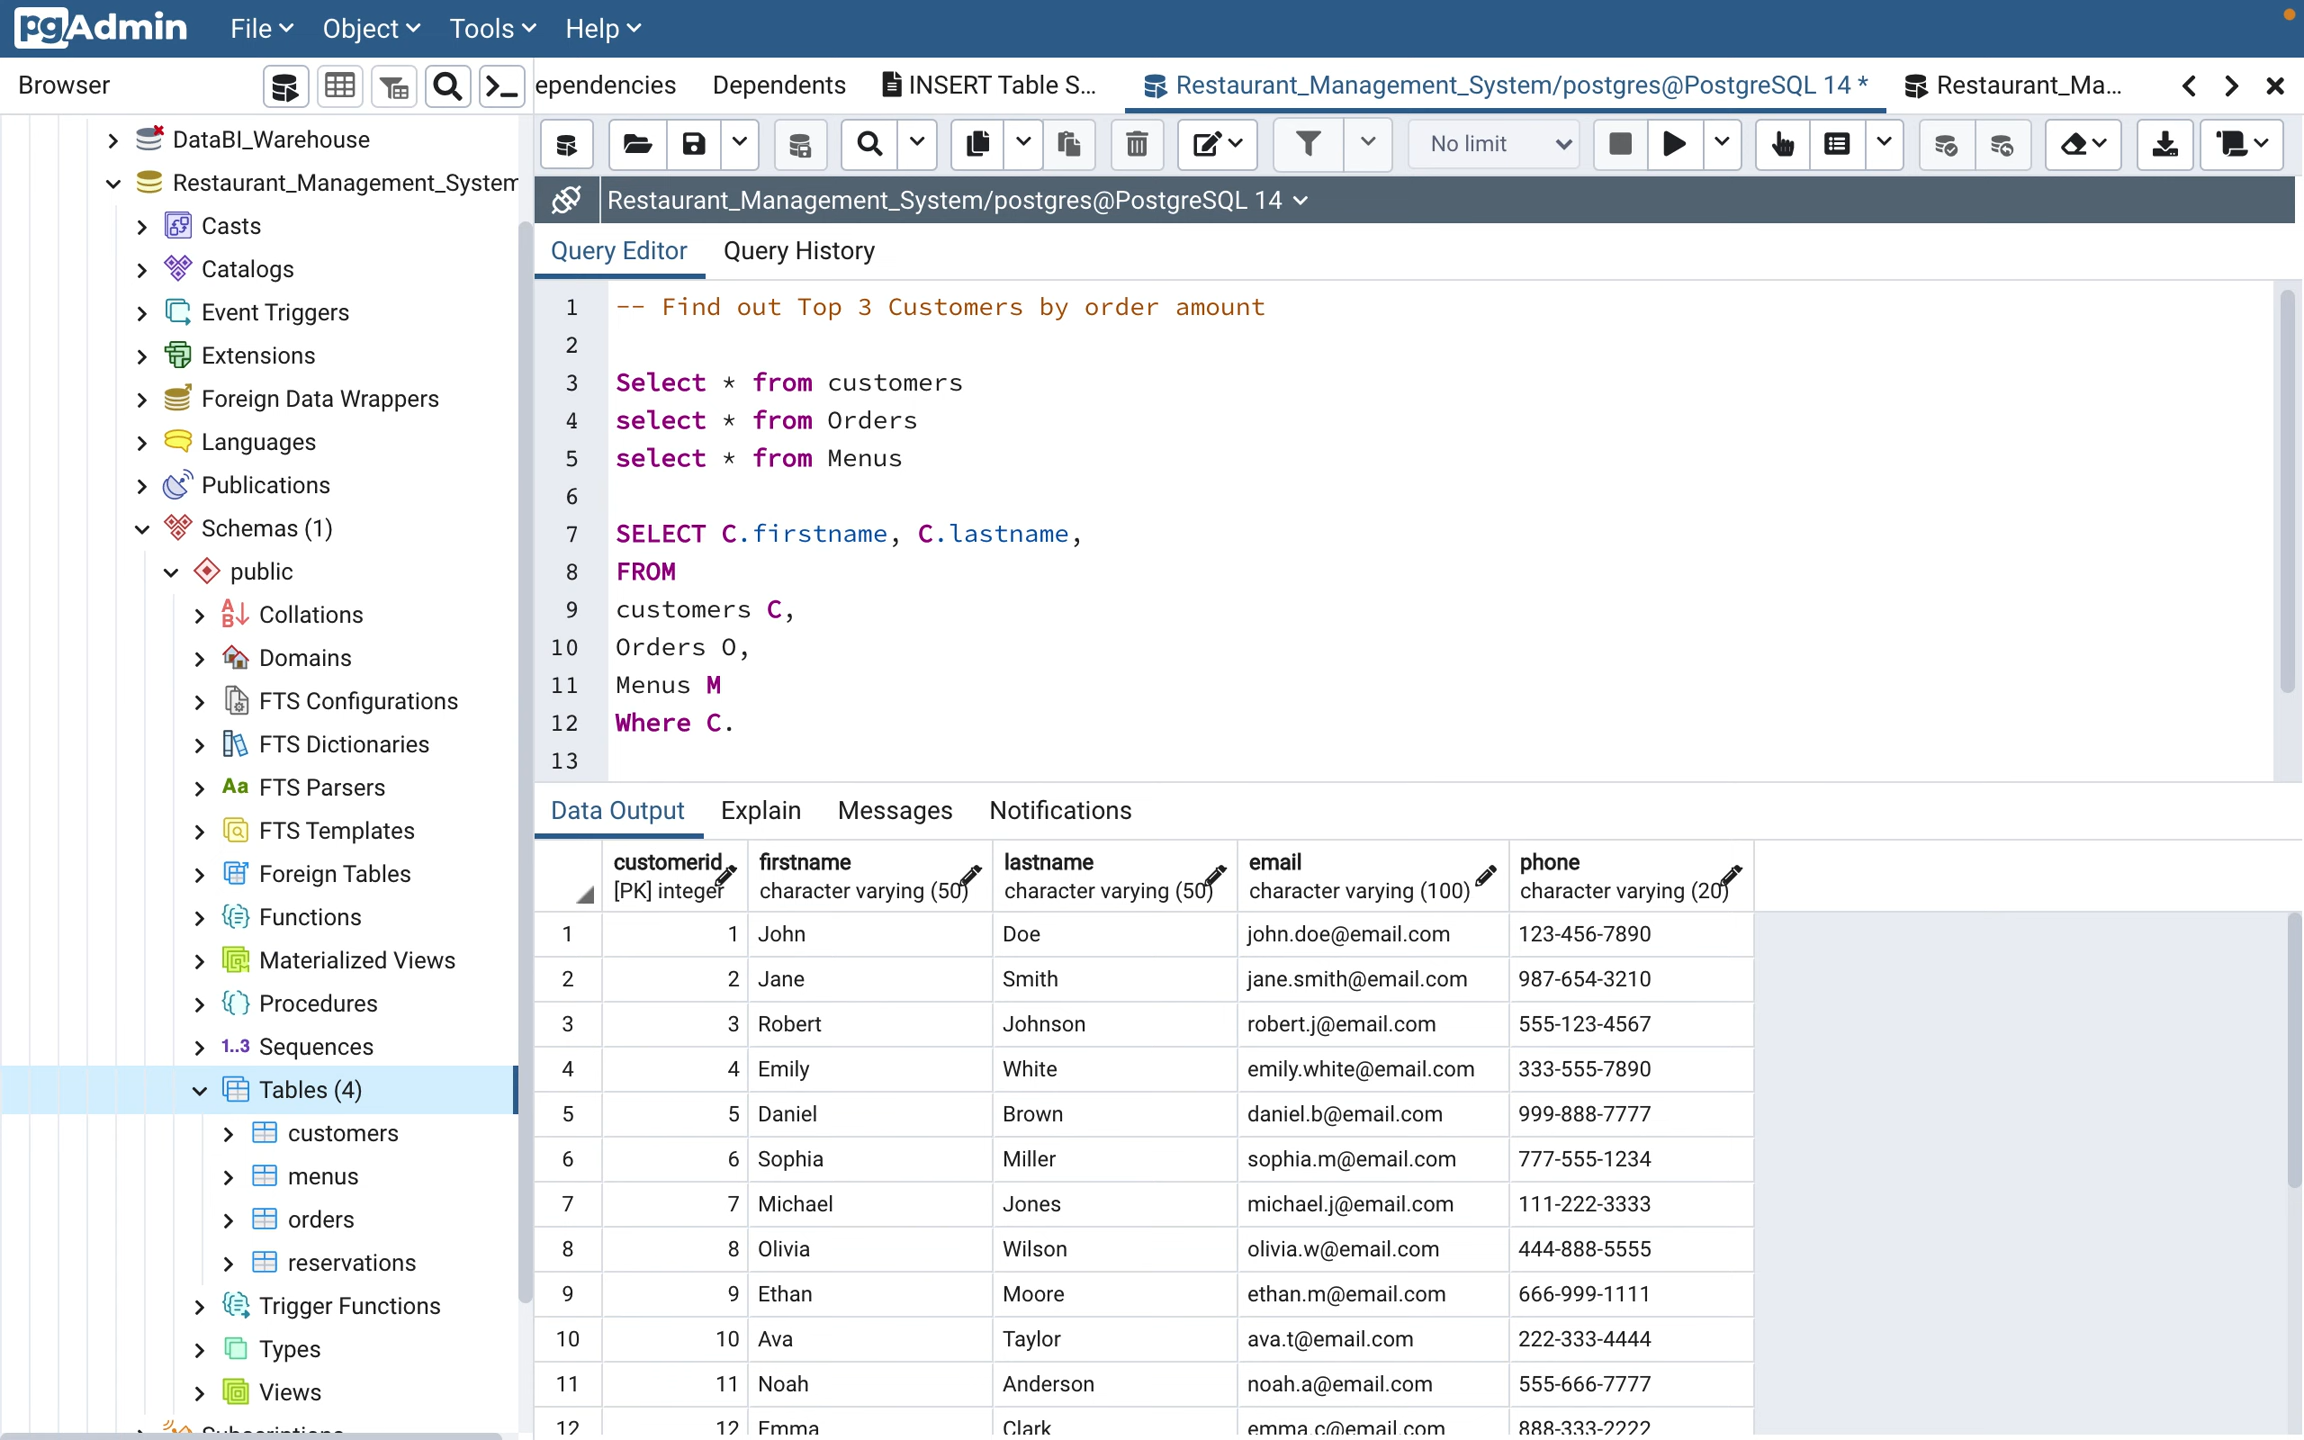 pgAdmin File Object Tools Help
Browser
ependencies Dependents INSERT Table S... Restaurant_Management_System/postgres@PostgreSQL 14 * Restaurant_Ma...
DataBI_Warehouse
Restaurant_Management_System
Casts
Catalogs
Event Triggers
Extensions
Foreign Data Wrappers
Languages
Publications
Schemas (1)
public
Collations
Domains
FTS Configurations
FTS Dictionaries
Aa FTS Parsers
FTS Templates
Foreign Tables
Functions
Materialized Views
Procedures
1..3 Sequences
Tables (4)
customers
menus
orders
reservations
Trigger Functions
Types
Views
Subscriptions
No limit
Restaurant_Management_System/postgres@PostgreSQL 14
Query Editor Query History
1 -- Find out Top 3 Customers by order amount
2
3 Select * from customers
4 select * from Orders
5 select * from Menus
6
7 SELECT C.firstname, C.lastname,
8 FROM
9 customers C,
10 Orders O,
11 Menus M
12 Where C.
13
Data Output Explain Messages Notifications
customerid firstname lastname email phone
[PK] integer character varying (50) character varying (50) character varying (100) character varying (20)
1 1 John Doe john.doe@email.com 123-456-7890
2 2 Jane Smith jane.smith@email.com 987-654-3210
3 3 Robert Johnson robert.j@email.com 555-123-4567
4 4 Emily White emily.white@email.com 333-555-7890
5 5 Daniel Brown daniel.b@email.com 999-888-7777
6 6 Sophia Miller sophia.m@email.com 777-555-1234
7 7 Michael Jones michael.j@email.com 111-222-3333
8 8 Olivia Wilson olivia.w@email.com 444-888-5555
9 9 Ethan Moore ethan.m@email.com 666-999-1111
10 10 Ava Taylor ava.t@email.com 222-333-4444
11 11 Noah Anderson noah.a@email.com 555-666-7777
12 12 Emma Clark emma.c@email.com 888-333-2222